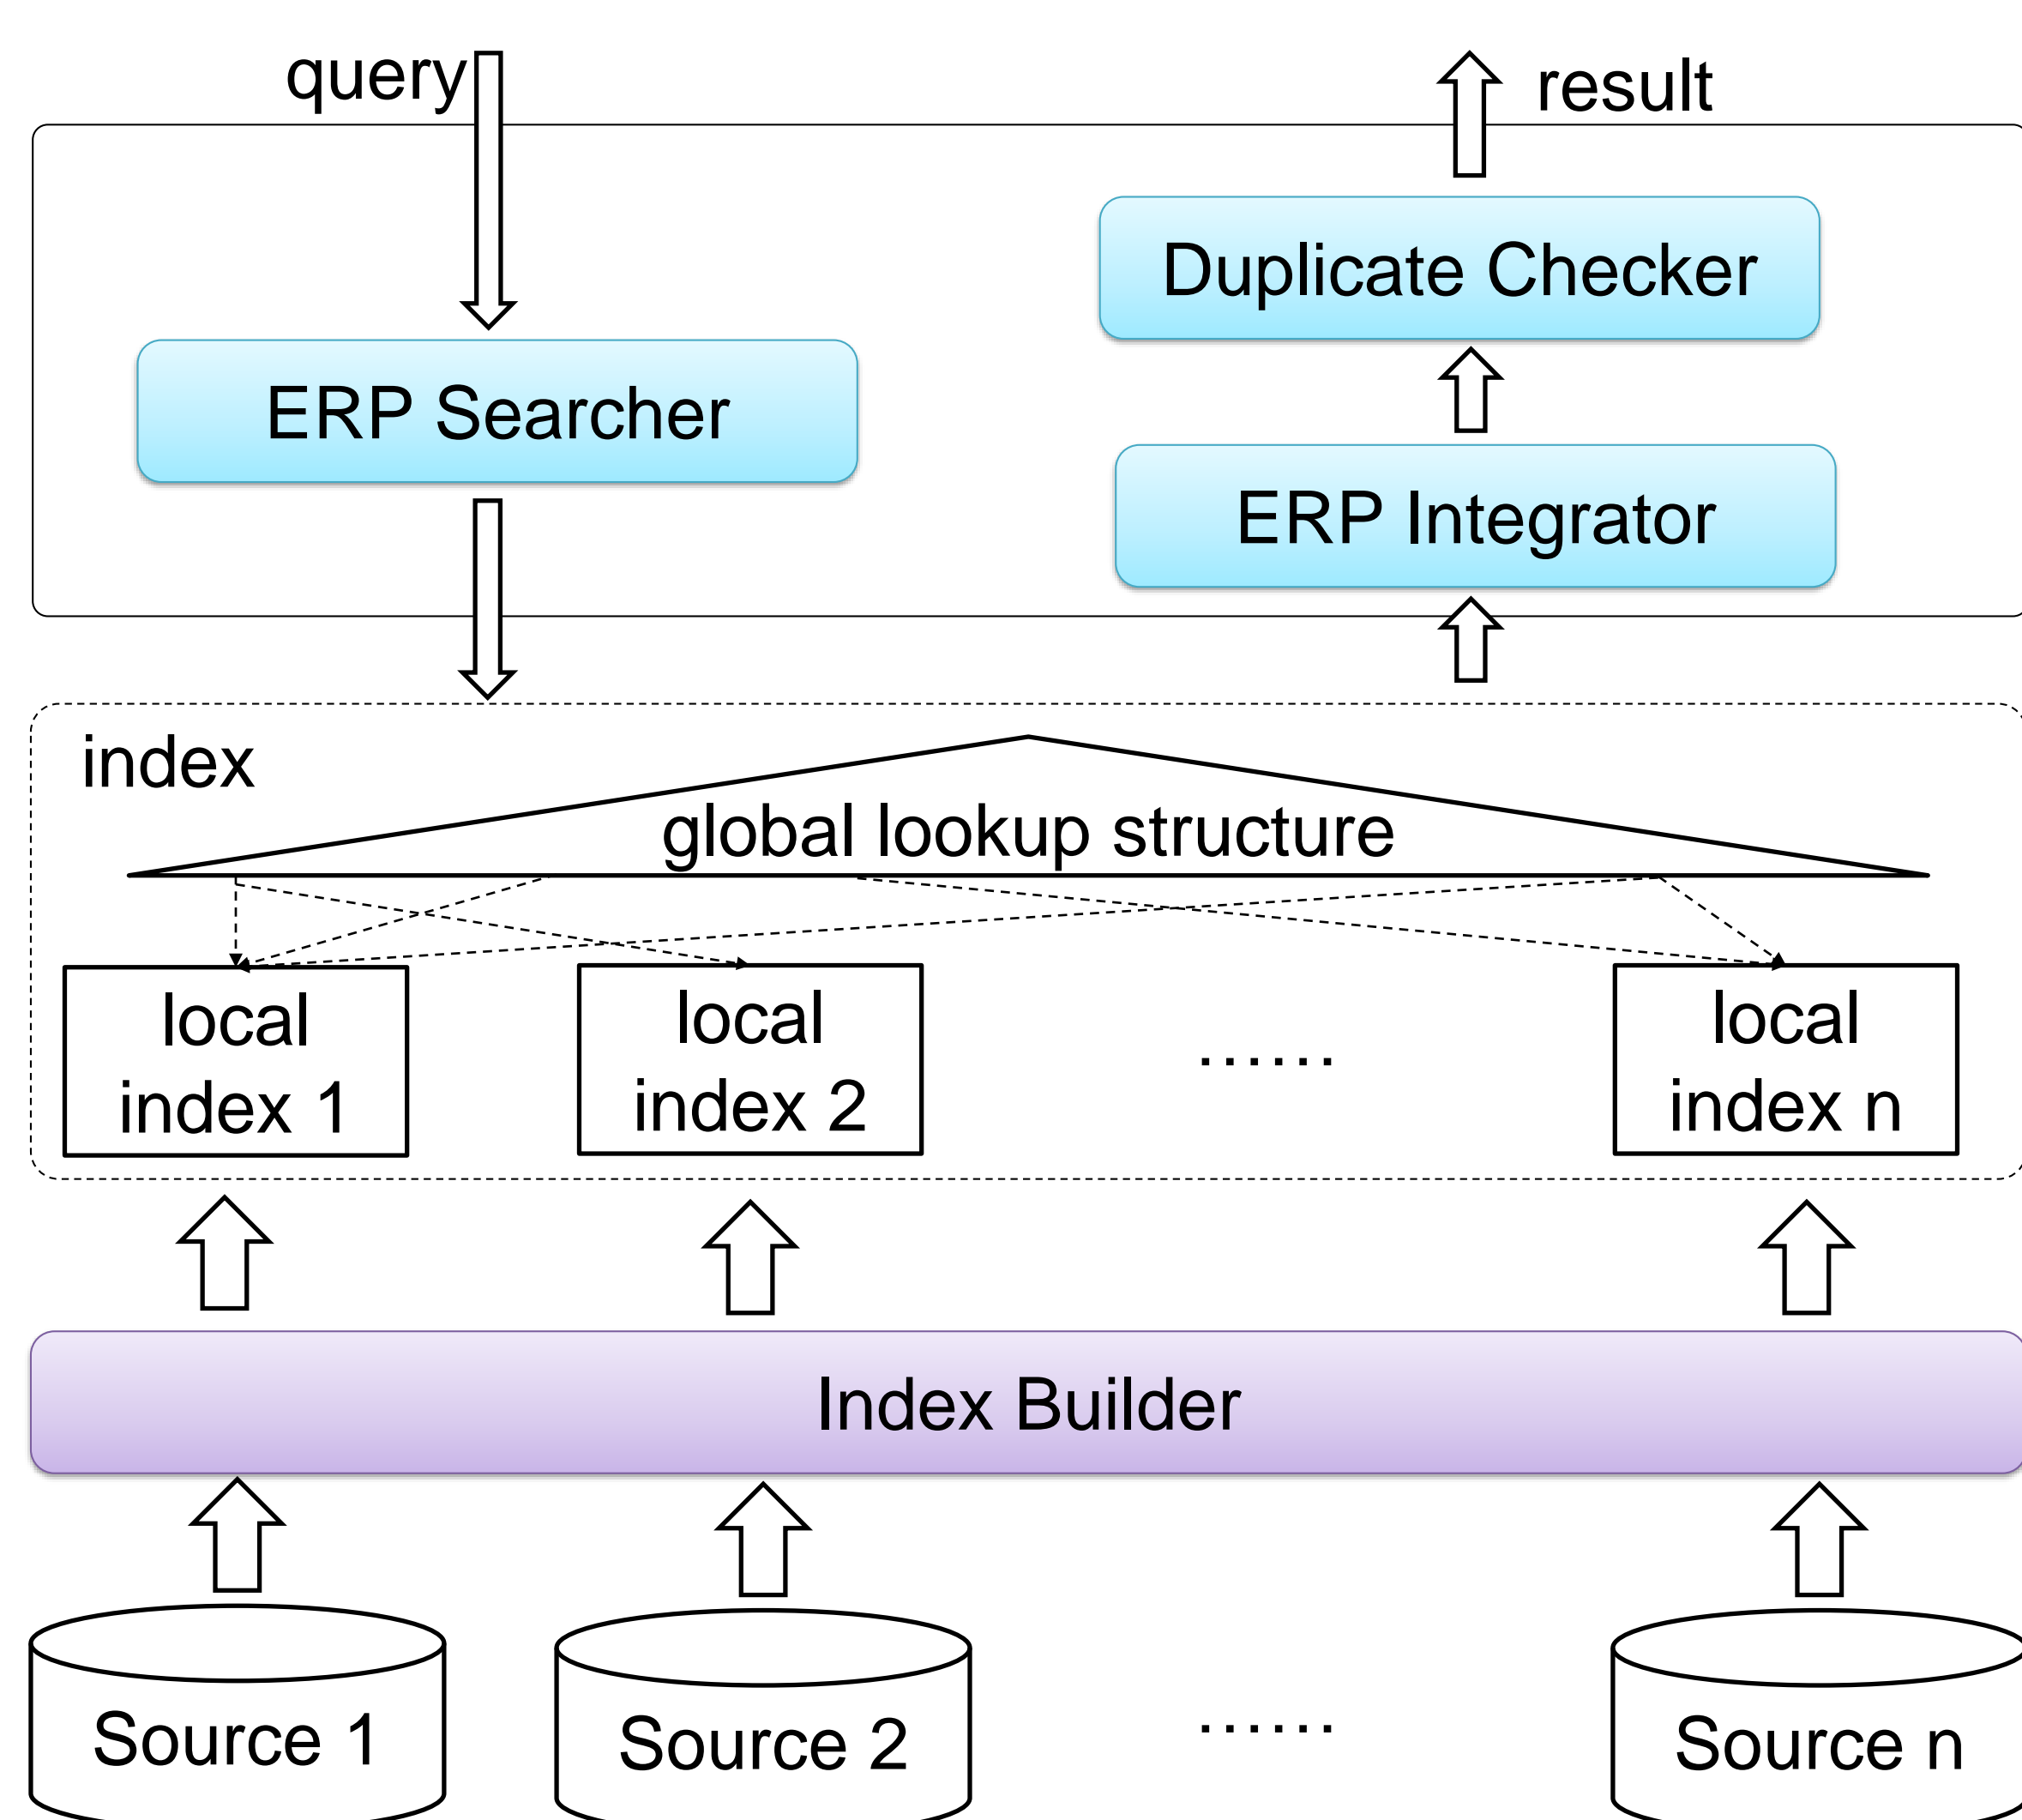 query
result
Duplicate Checker
ERP Searcher
ERP Integrator
index
global lookup structure
local
index 1
local
index 2
......
local
index n
Index Builder
Source 1
Source 2
......
Source n